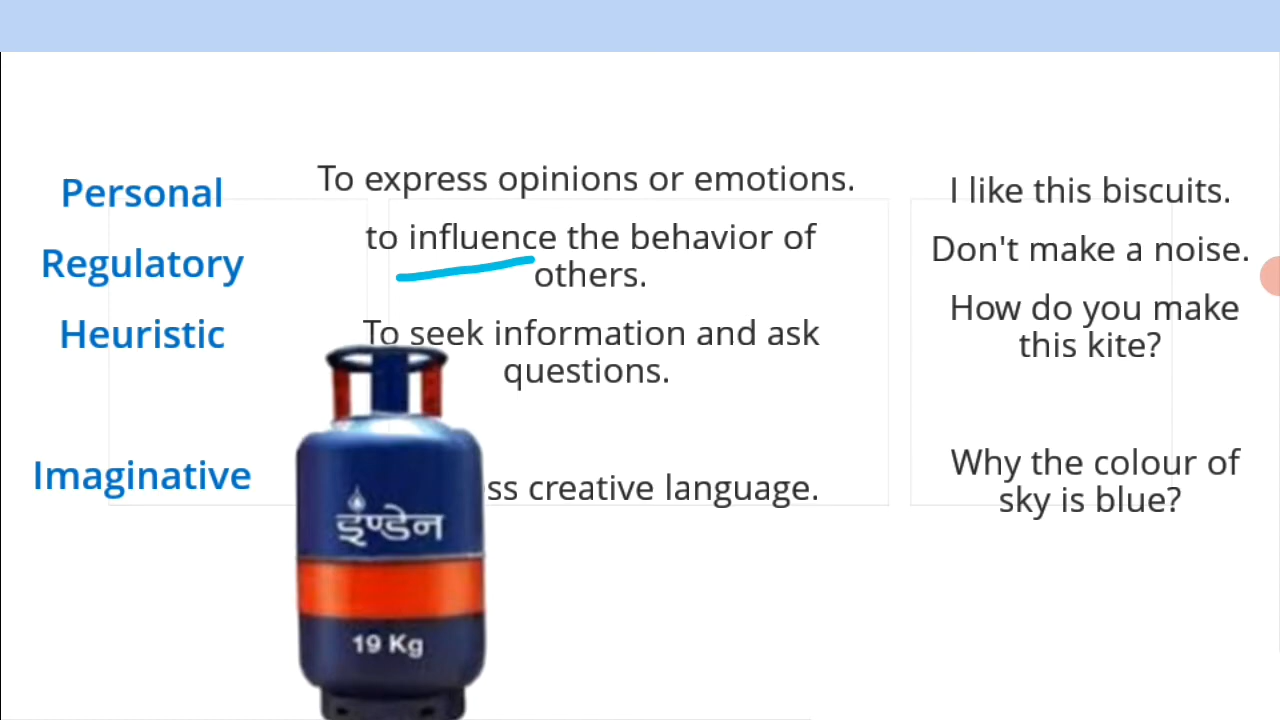 Personal
To express opinions or emotions.
I like this biscuits.
Regulatory
to influence the behavior of
others.
Don't make a noise.
Heuristic
To seek information and ask
questions.
How do you make
this kite?
Imaginative
ss creative language.
Why the colour of
sky is blue?
इण्डेन
19 Kg